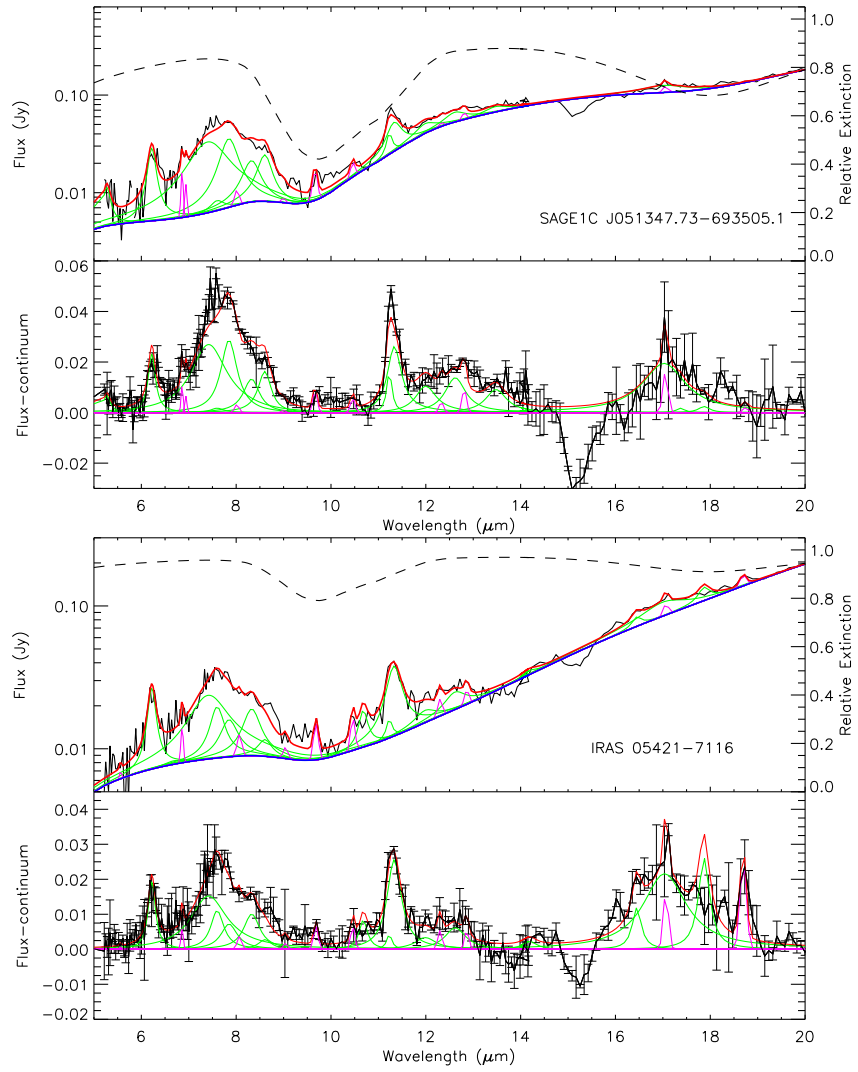 1.0
0.10
0.8
Flux (Jy)
Relative Extinction
0.6
0.4
0.01
0.2
SAGE1C J051347.73−693505.1
0.0
0.06
0.04
Flux−continuum
0.02
0.00
−0.02
6 8 10 12 14 16 18 20
Wavelength (μm)
1.0
0.10
0.8
Flux (Jy)
Relative Extinction
0.6
0.4
0.01
0.2
IRAS 05421−7116
0.0
0.04
0.03
Flux−continuum
0.02
0.01
0.00
−0.01
−0.02
6 8 10 12 14 16 18 20
Wavelength (μm)